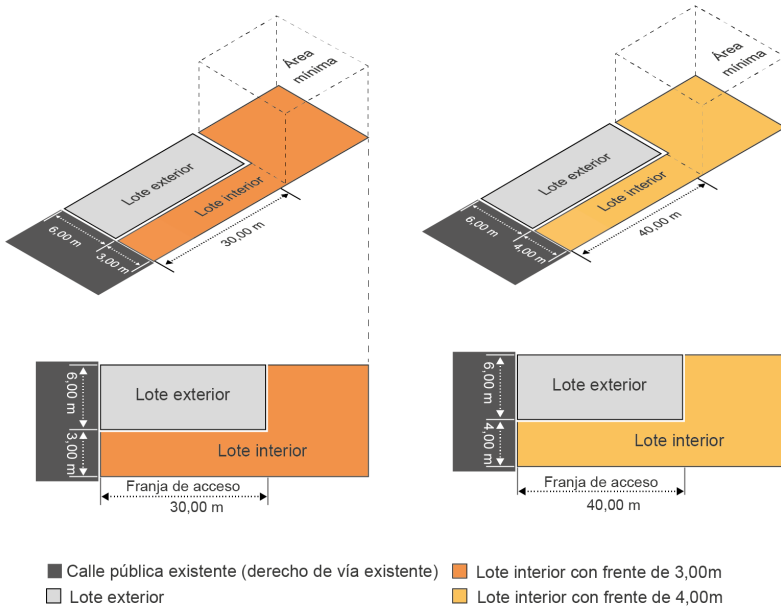 Área
mínima
Lote exterior
Lote interior
6,00 m
3,00 m
30,00 m
Área
mínima
Lote exterior
Lote interior
6,00 m
4,00 m
40,00 m
6,00 m
Lote exterior
3,00 m
Lote interior
Franja de acceso
30,00 m
6,00 m
Lote exterior
4,00 m
Lote interior
Franja de acceso
40,00 m
Calle pública existente (derecho de vía existente)
Lote interior con frente de 3,00m
Lote exterior
Lote interior con frente de 4,00m